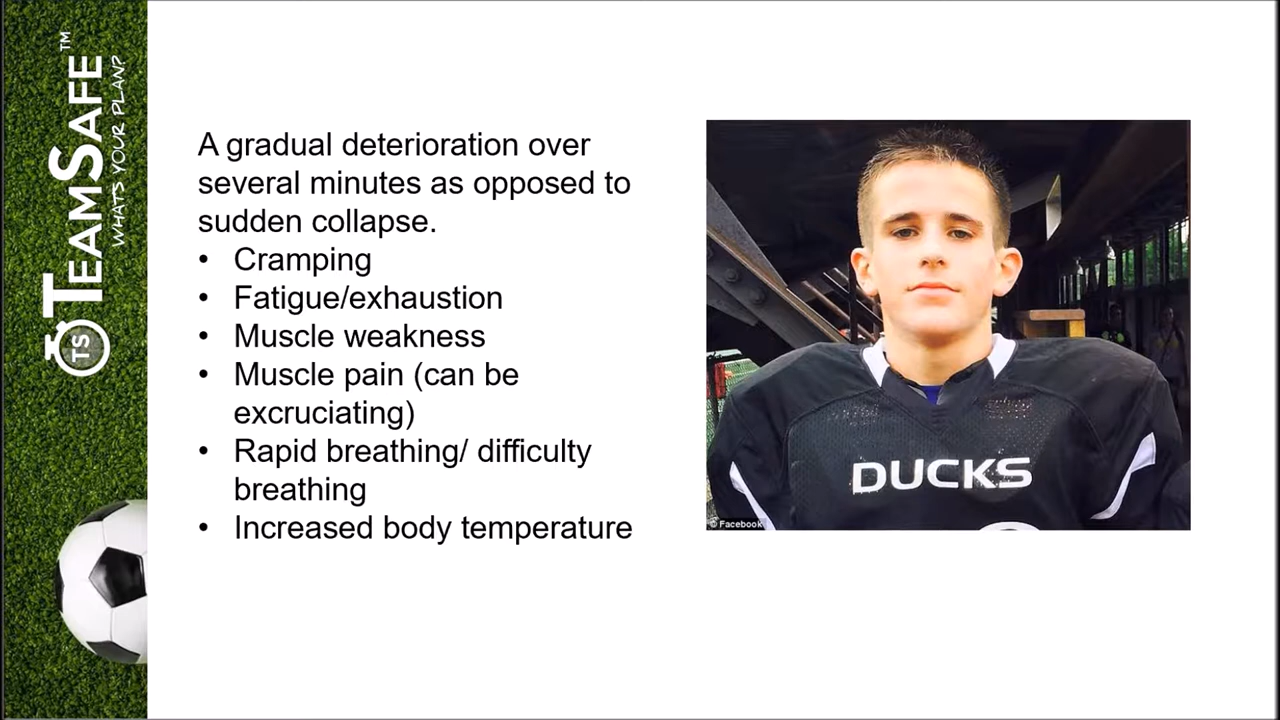 TEAMSAFE™
WHATS YOUR PLAN?
TS
A gradual deterioration over
several minutes as opposed to
sudden collapse.
• Cramping
• Fatigue/exhaustion
• Muscle weakness
• Muscle pain (can be
excruciating)
• Rapid breathing/ difficulty
breathing
• Increased body temperature
DUCKS
© Facebook